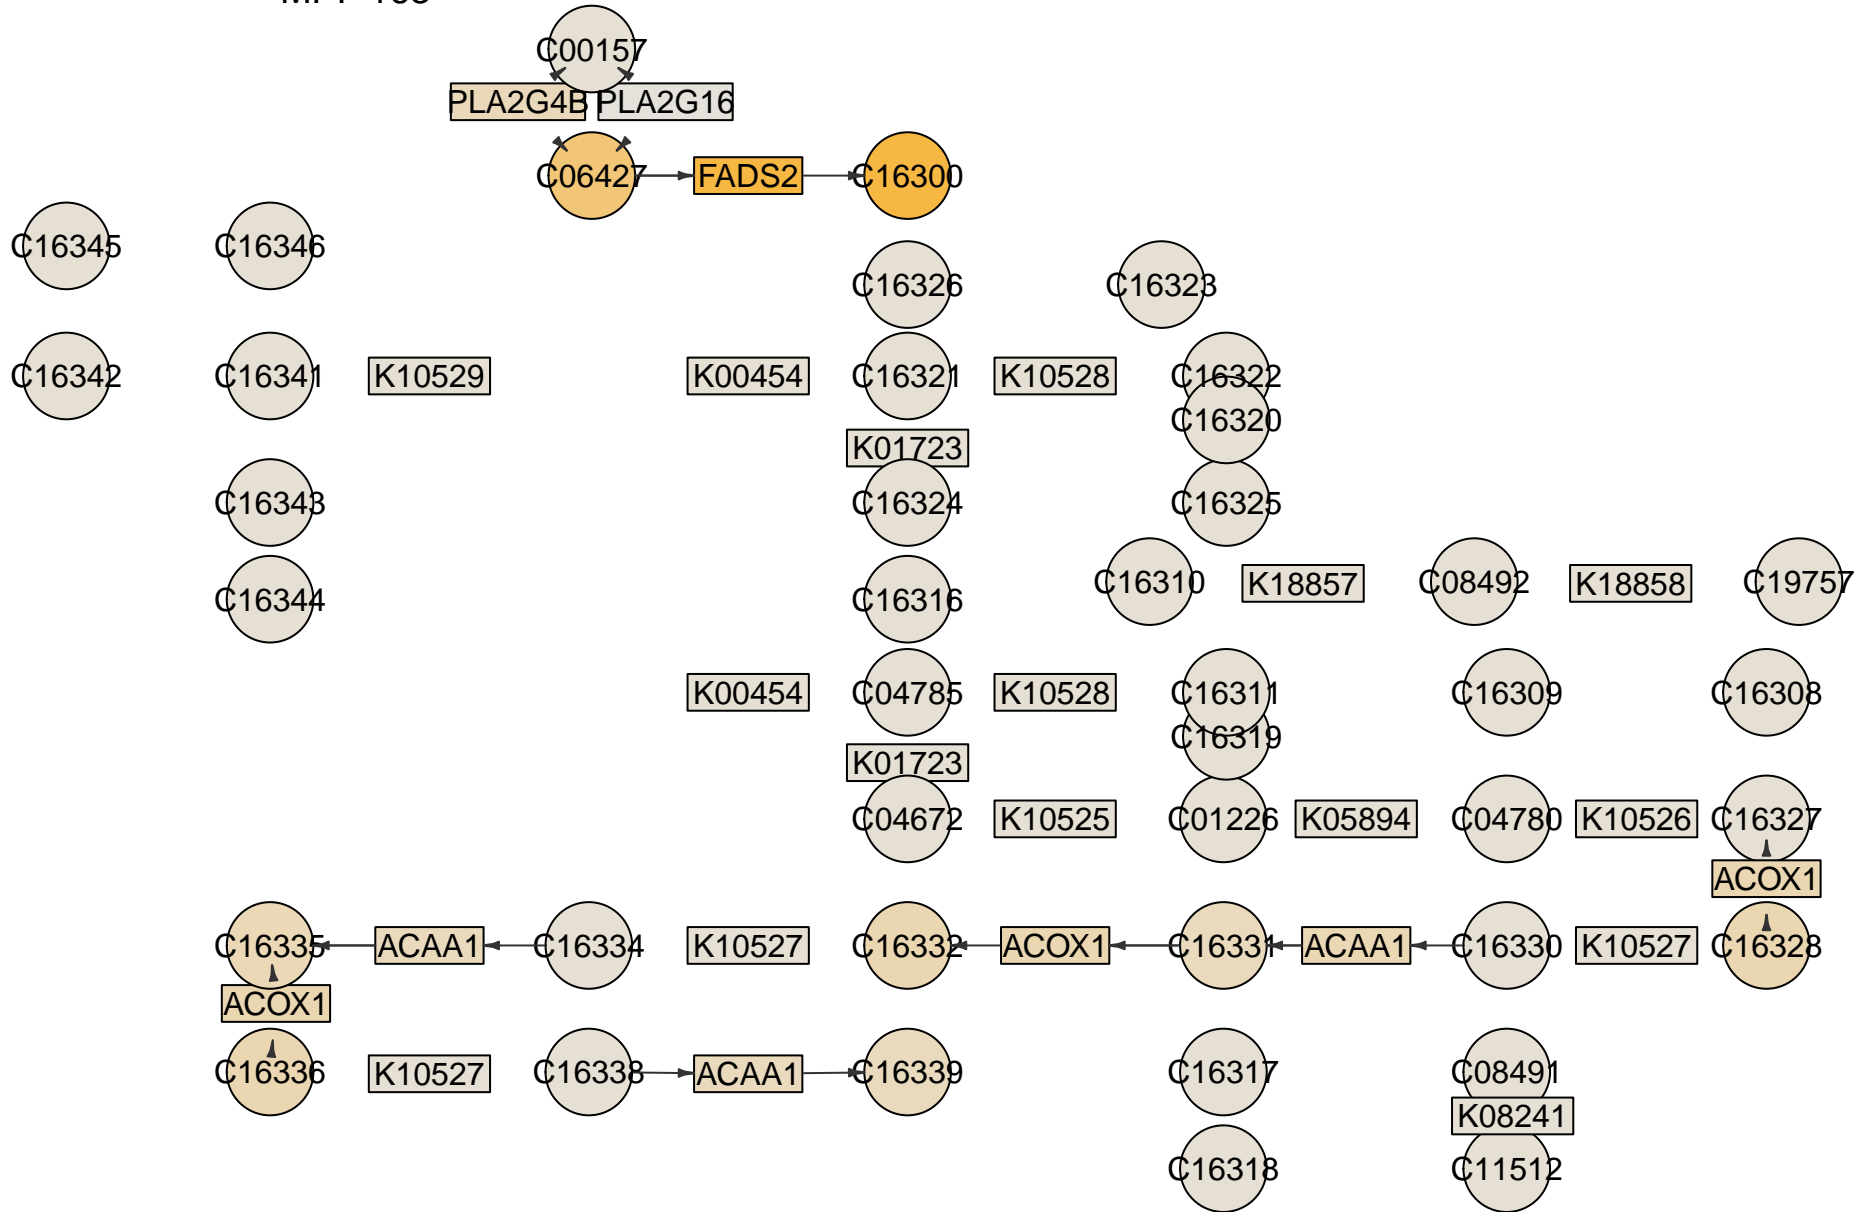 C00157
PLA2G4B PLA2G16
C06427 FADS2 C16300
C16345 C16346
C16326 C16323
C16342 C16341 K10529 K00454 C16321 K10528 C16322
C16320
K01723
C16343 C16324 C16325
C16310 K18857 C08492 K18858 C19757
C16344 C16316
K00454 C04785 K10528 C16311 C16309 C16308
C16319
K01723
C04672 K10525 C01226 K05894 C04780 K10526 C16327
ACOX1
C16335 ACAA1 C16334 K10527 C16332 ACOX1 C16331 ACAA1 C16330 K10527 C16328
ACOX1
C16336 K10527 C16338 ACAA1 C16339 C16317 C08491
K08241
C16318 C11512